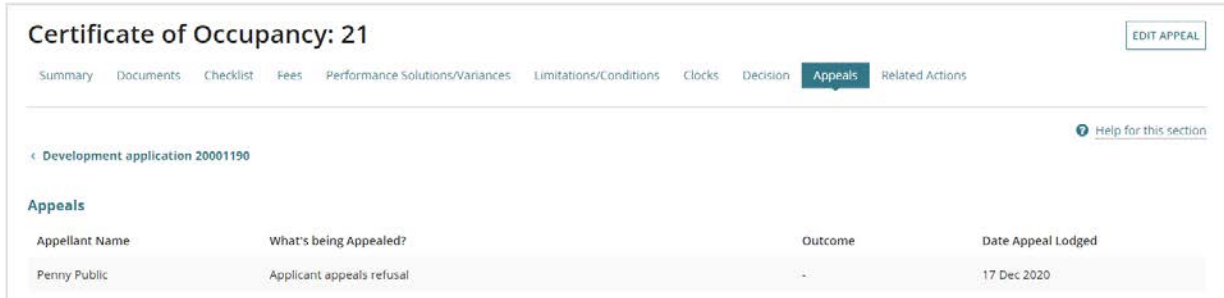 Certificate of Occupancy: 21
EDIT APPEAL
Summary Documents Checklist Fees Performance Solutions/Variances Limitations/Conditions Clocks Decision Appeals Related Actions
? Help for this section
‹ Development application 20001190
Appeals
Appellant Name What's being Appealed? Outcome Date Appeal Lodged
Penny Public Applicant appeals refusal - 17 Dec 2020